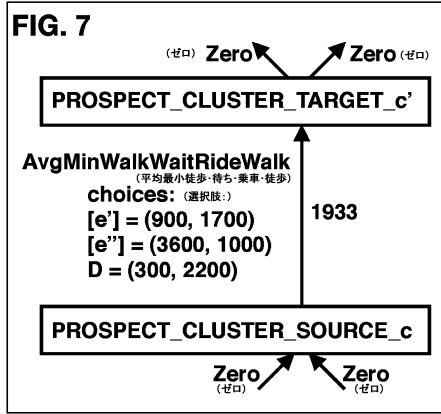 FIG. 7
(ゼロ) Zero Zero (ゼロ)
PROSPECT_CLUSTER_TARGET_c’
AvgMinWalkWaitRideWalk
(平均最小徒歩・待ち・乗車・徒歩)
choices: (選択肢:)
[e’] = (900, 1700)
[e’’] = (3600, 1000)
D = (300, 2200)
1933
PROSPECT_CLUSTER_SOURCE_c
Zero Zero
(ゼロ) (ゼロ)